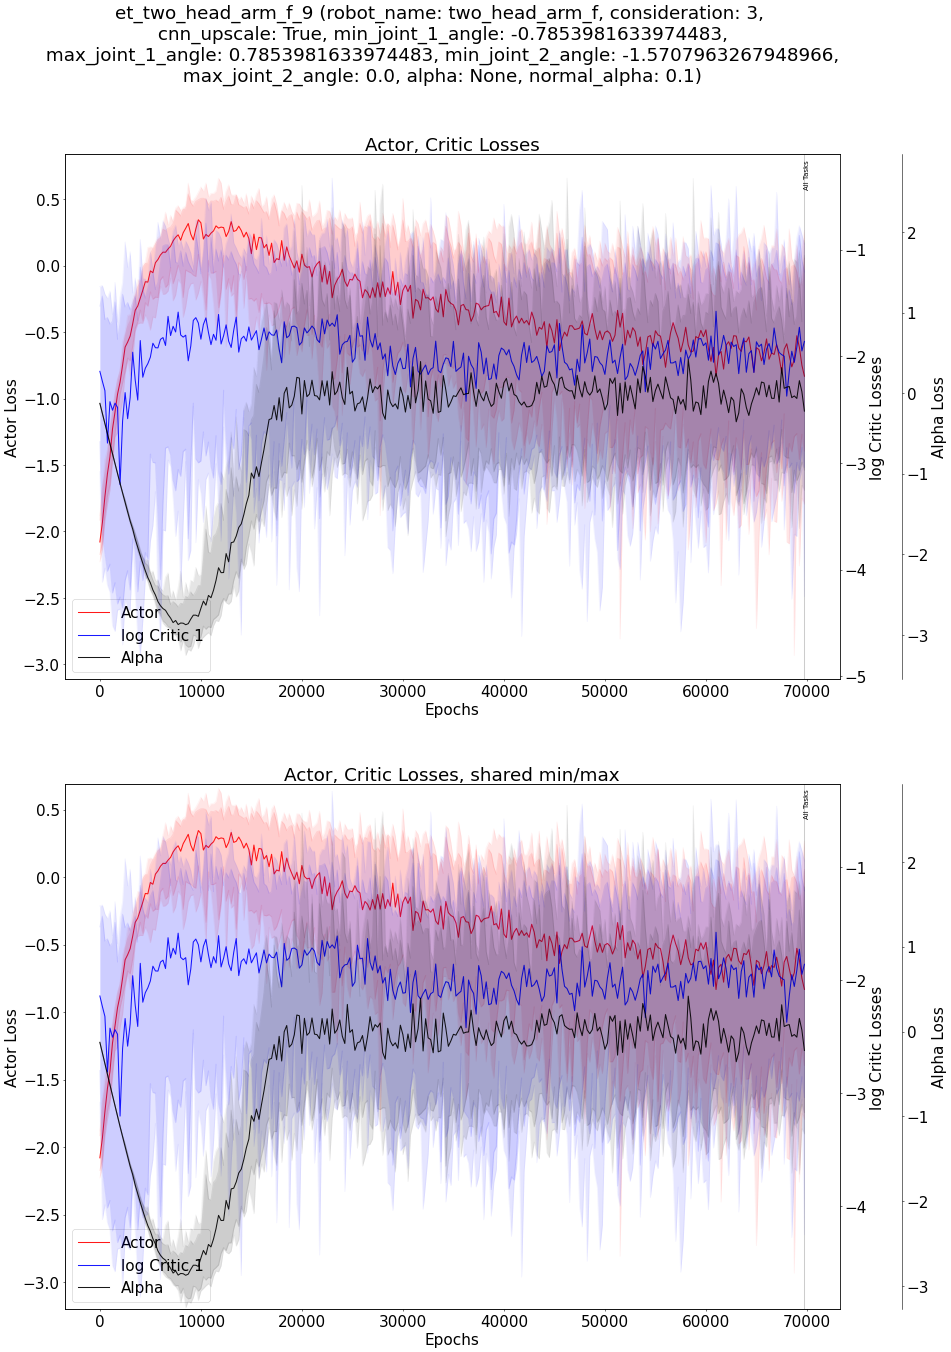 et_two_head_arm_f_9 (robot_name: two_head_arm_f, consideration: 3,
cnn_upscale: True, min_joint_1_angle: -0.7853981633974483,
max_joint_1_angle: 0.7853981633974483, min_joint_2_angle: -1.5707963267948966,
max_joint_2_angle: 0.0, alpha: None, normal_alpha: 0.1)
Actor, Critic Losses
All Tasks
0.5
0.0
−0.5
−1.0
−1.5
−2.0
−2.5
−3.0
Actor Loss
−1
−2
−3
−4
−5
log Critic Losses
2
1
0
−1
−2
−3
Alpha Loss
Actor
log Critic 1
Alpha
0 10000 20000 30000 40000 50000 60000 70000
Epochs
Actor, Critic Losses, shared min/max
All Tasks
0.5
0.0
−0.5
−1.0
−1.5
−2.0
−2.5
−3.0
Actor Loss
−1
−2
−3
−4
log Critic Losses
2
1
0
−1
−2
−3
Alpha Loss
Actor
log Critic 1
Alpha
0 10000 20000 30000 40000 50000 60000 70000
Epochs